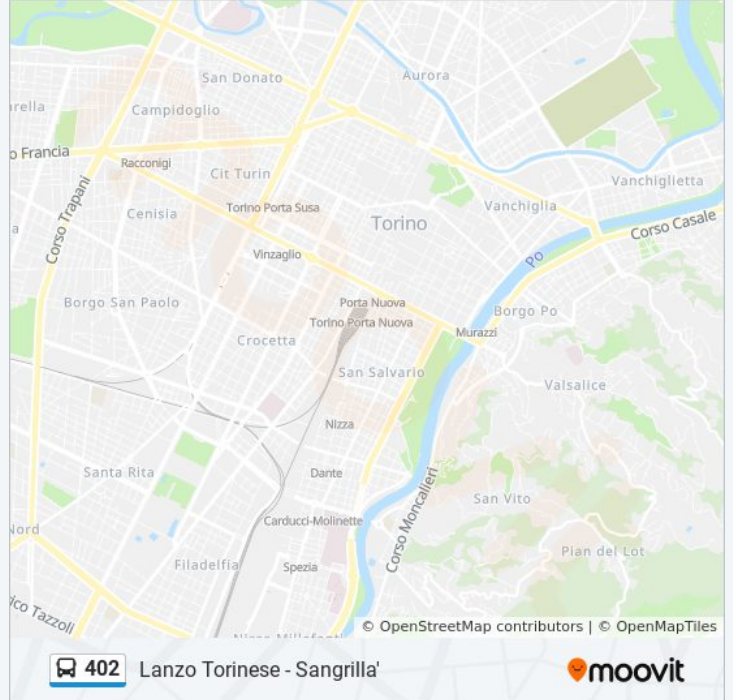 San Donato
Aurora
Campidoglio
o Francia
Racconigi
Cit Turin
Vanchiglietta
Corso Trapani
Cenisia
Torino Porta Susa
Vanchiglia
Torino
Corso Casale
Vinzaglio
Po
Borgo San Paolo
Porta Nuova
Borgo Po
Torino Porta Nuova
Murazzi
Crocetta
San Salvario
Valsalice
Nizza
Santa Rita
Dante
San Vito
Corso Moncalieri
Carducci-Molinette
Pian del Lot
Filadelfia
Spezia
ico Tazzoli
© OpenStreetMap contributors | © OpenMapTiles
402 Lanzo Torinese - Sangrilla'
moovit